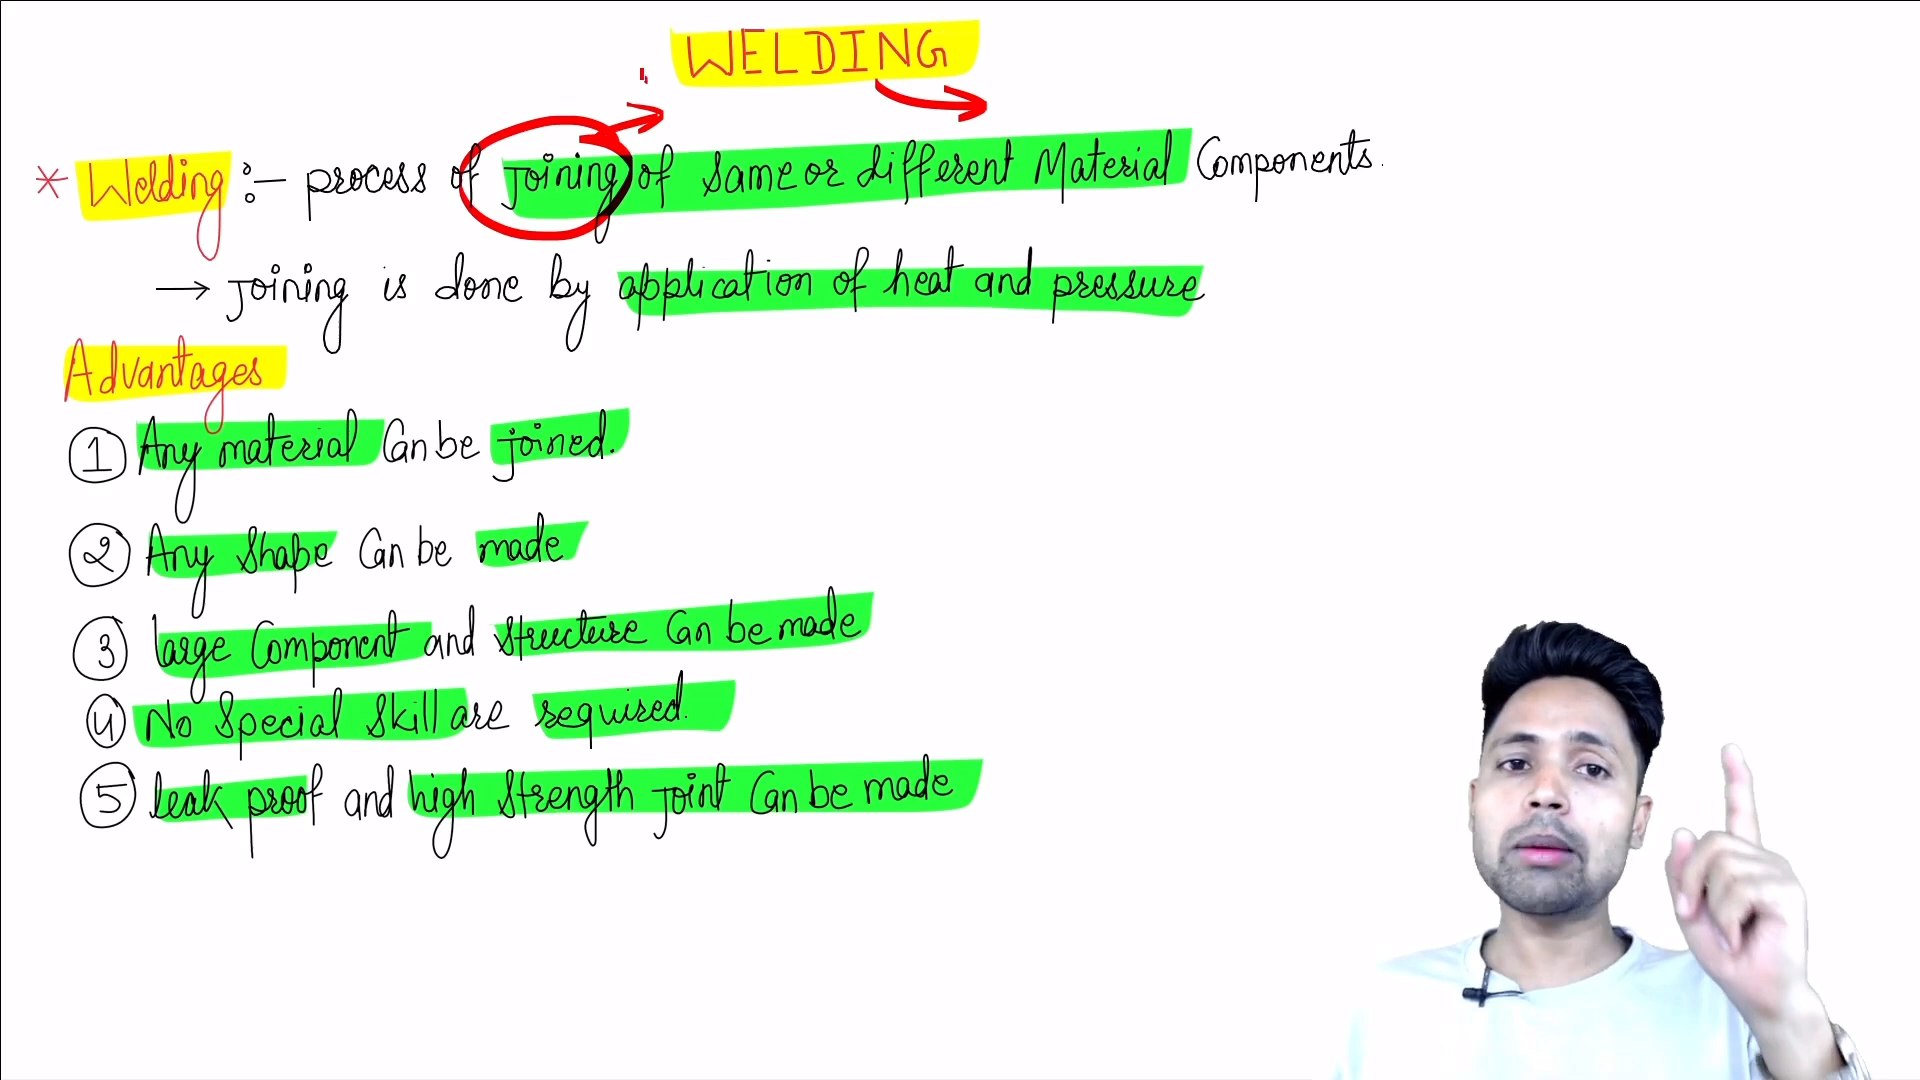 WELDING
* Welding :- process of joining of same or different Material Components.
→ joining is done by application of heat and pressure
Advantages
① Any material Can be joined.
② Any Shape Can be made
③ large Component and structure Can be made
④ No Special Skill are required.
⑤ leak proof and high strength joint Can be made